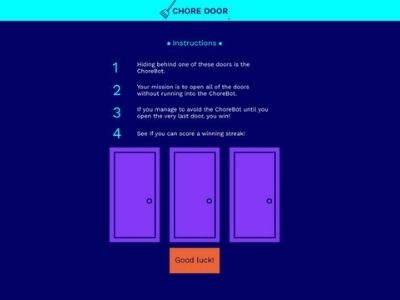 CHORE DOOR
Instructions
1 Hiding behind one of these doors is the
ChoreBot.
2 Your mission is to open all of the doors
without running into the ChoreBot.
3 If you manage to avoid the ChoreBot until you
open the very last door, you win!
4 See if you can score a winning streak!
Good luck!